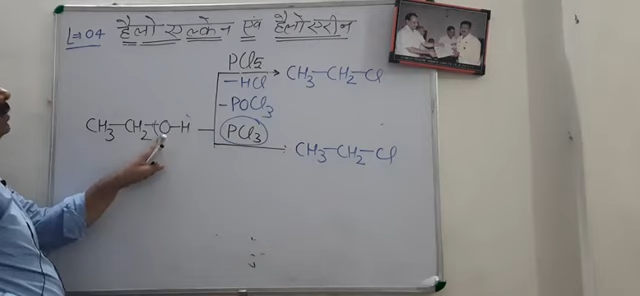 L=04 हैलो एल्केन एवं हैलोएरीन
PCl5
-HCl CH3-CH2-Cl
-POCl3
CH3-CH2-O-H PCl3
CH3-CH2-Cl